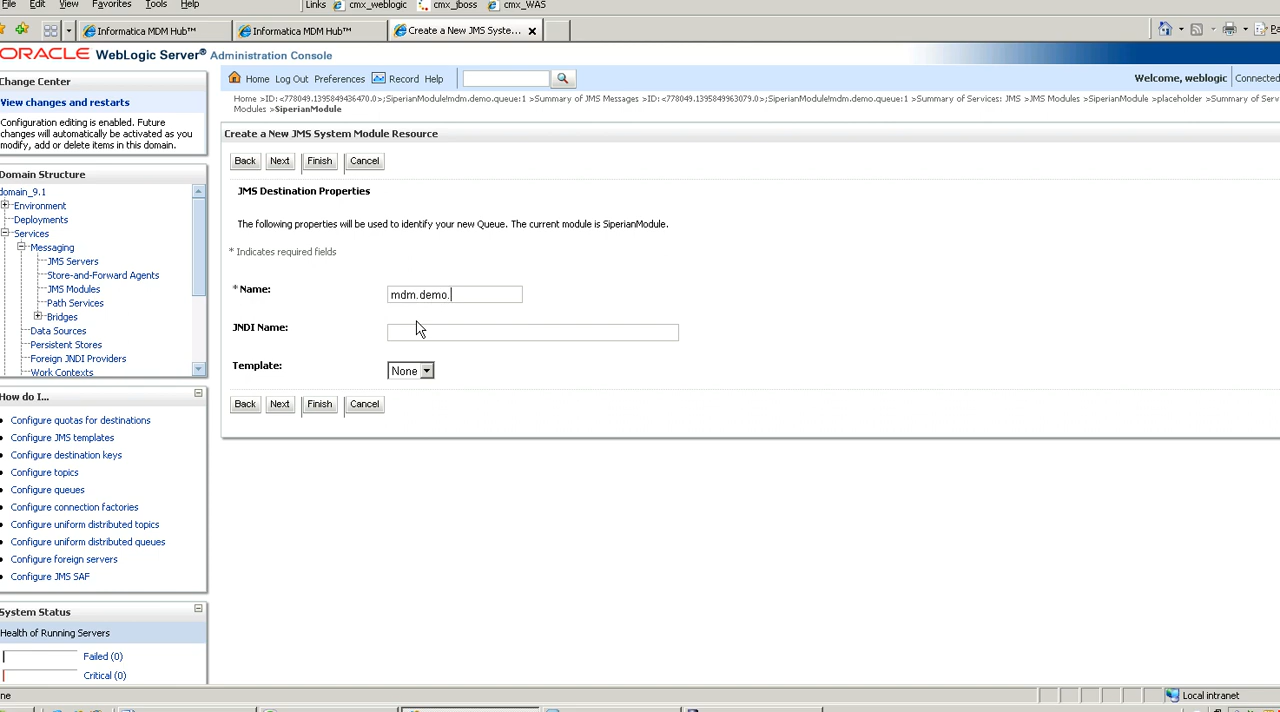 File Edit View Favorites Tools Help
Links cmx_weblogic cmx_jboss cmx_WAS
Informatica MDM Hub™
Informatica MDM Hub™
Create a New JMS Syste...
ORACLE WebLogic Server® Administration Console
Change Center
View changes and restarts
Configuration editing is enabled. Future
changes will automatically be activated as you
modify, add or delete items in this domain.
Domain Structure
domain_9.1
Environment
Deployments
Services
Messaging
JMS Servers
Store-and-Forward Agents
JMS Modules
Path Services
Bridges
Data Sources
Persistent Stores
Foreign JNDI Providers
Work Contexts
How do I...
Configure quotas for destinations
Configure JMS templates
Configure destination keys
Configure topics
Configure queues
Configure connection factories
Configure uniform distributed topics
Configure uniform distributed queues
Configure foreign servers
Configure JMS SAF
System Status
Health of Running Servers
Failed (0)
Critical (0)
Home Log Out Preferences Record Help
Welcome, weblogic Connected
Home >ID: <778049.1395849436470.0>;SiperianModule!mdm.demo.queue:1 >Summary of JMS Messages >ID: <778049.1395849963079.0>;SiperianModule!mdm.demo.queue:1 >Summary of Services: JMS >JMS Modules >SiperianModule >placeholder >Summary of Serv
Modules >SiperianModule
Create a New JMS System Module Resource
Back Next Finish Cancel
JMS Destination Properties
The following properties will be used to identify your new Queue. The current module is SiperianModule.
* Indicates required fields
* Name: mdm.demo.
JNDI Name:
Template: None
Back Next Finish Cancel
Local intranet